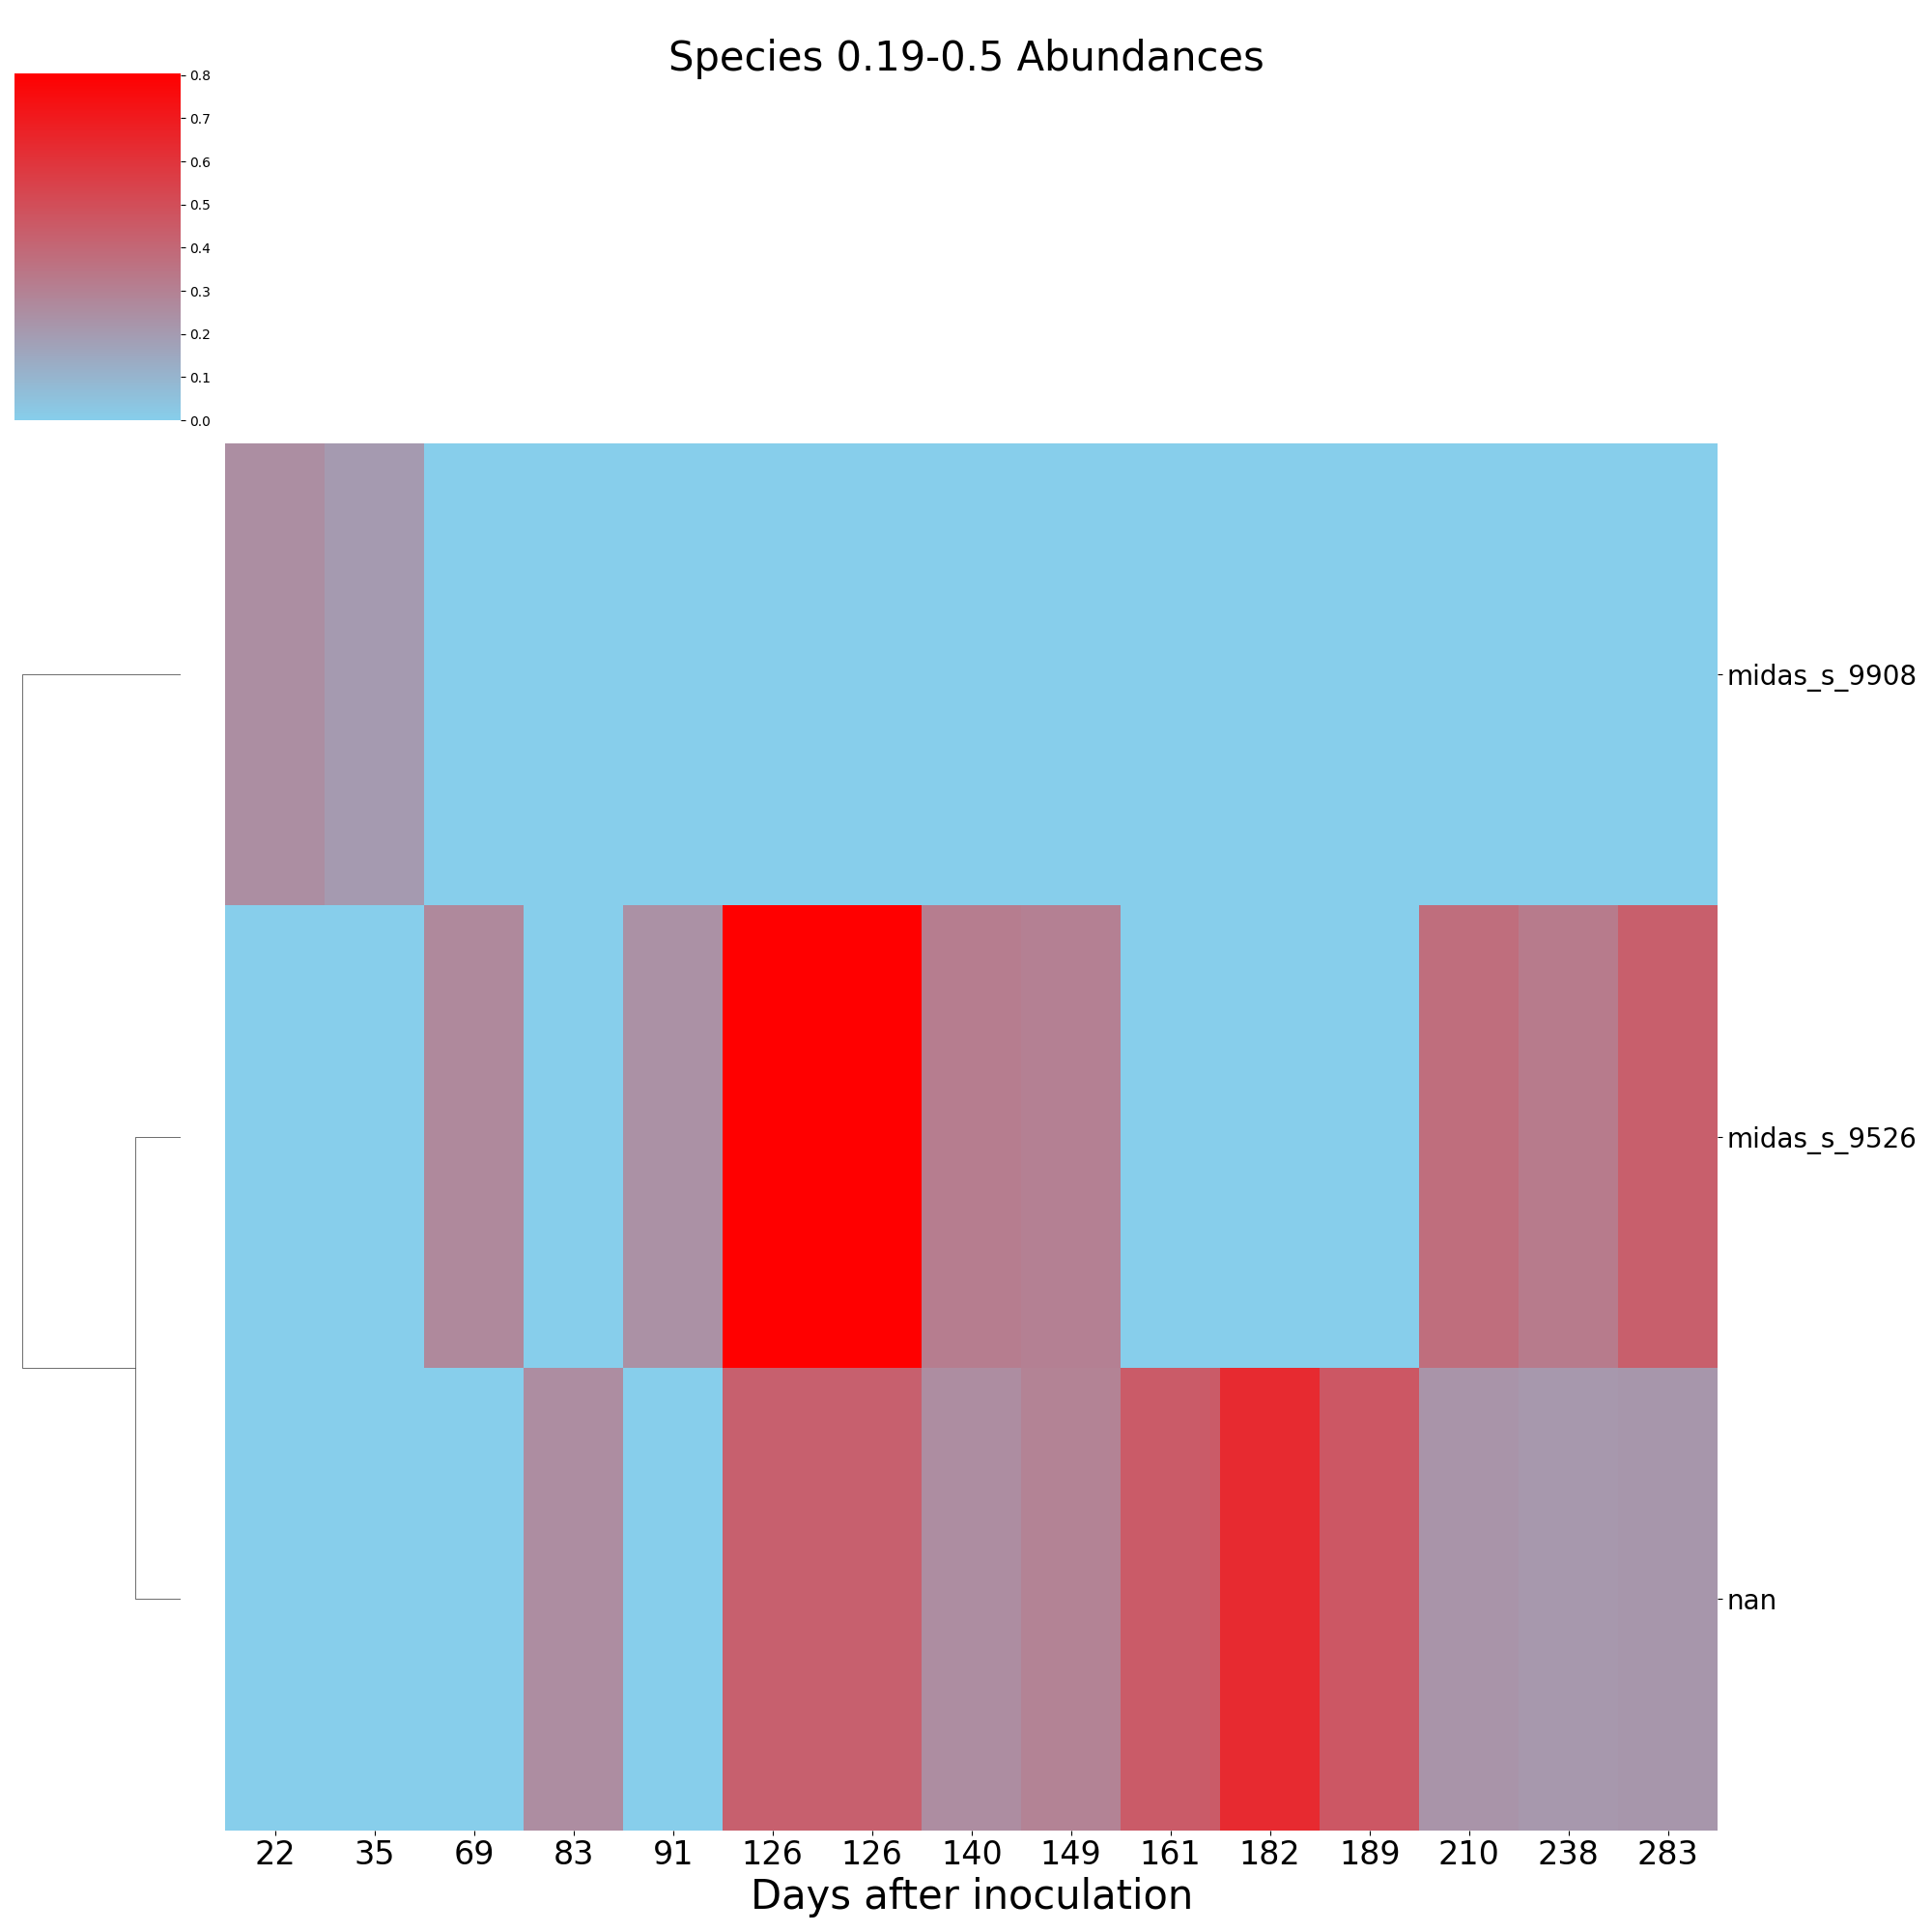 Species 0.19-0.5 Abundances
0.8
0.7
0.6
0.5
0.4
0.3
0.2
0.1
0.0
midas_s_9908
midas_s_9526
nan
22 35 69 83 91 126 126 140 149 161 182 189 210 238 283
Days after inoculation